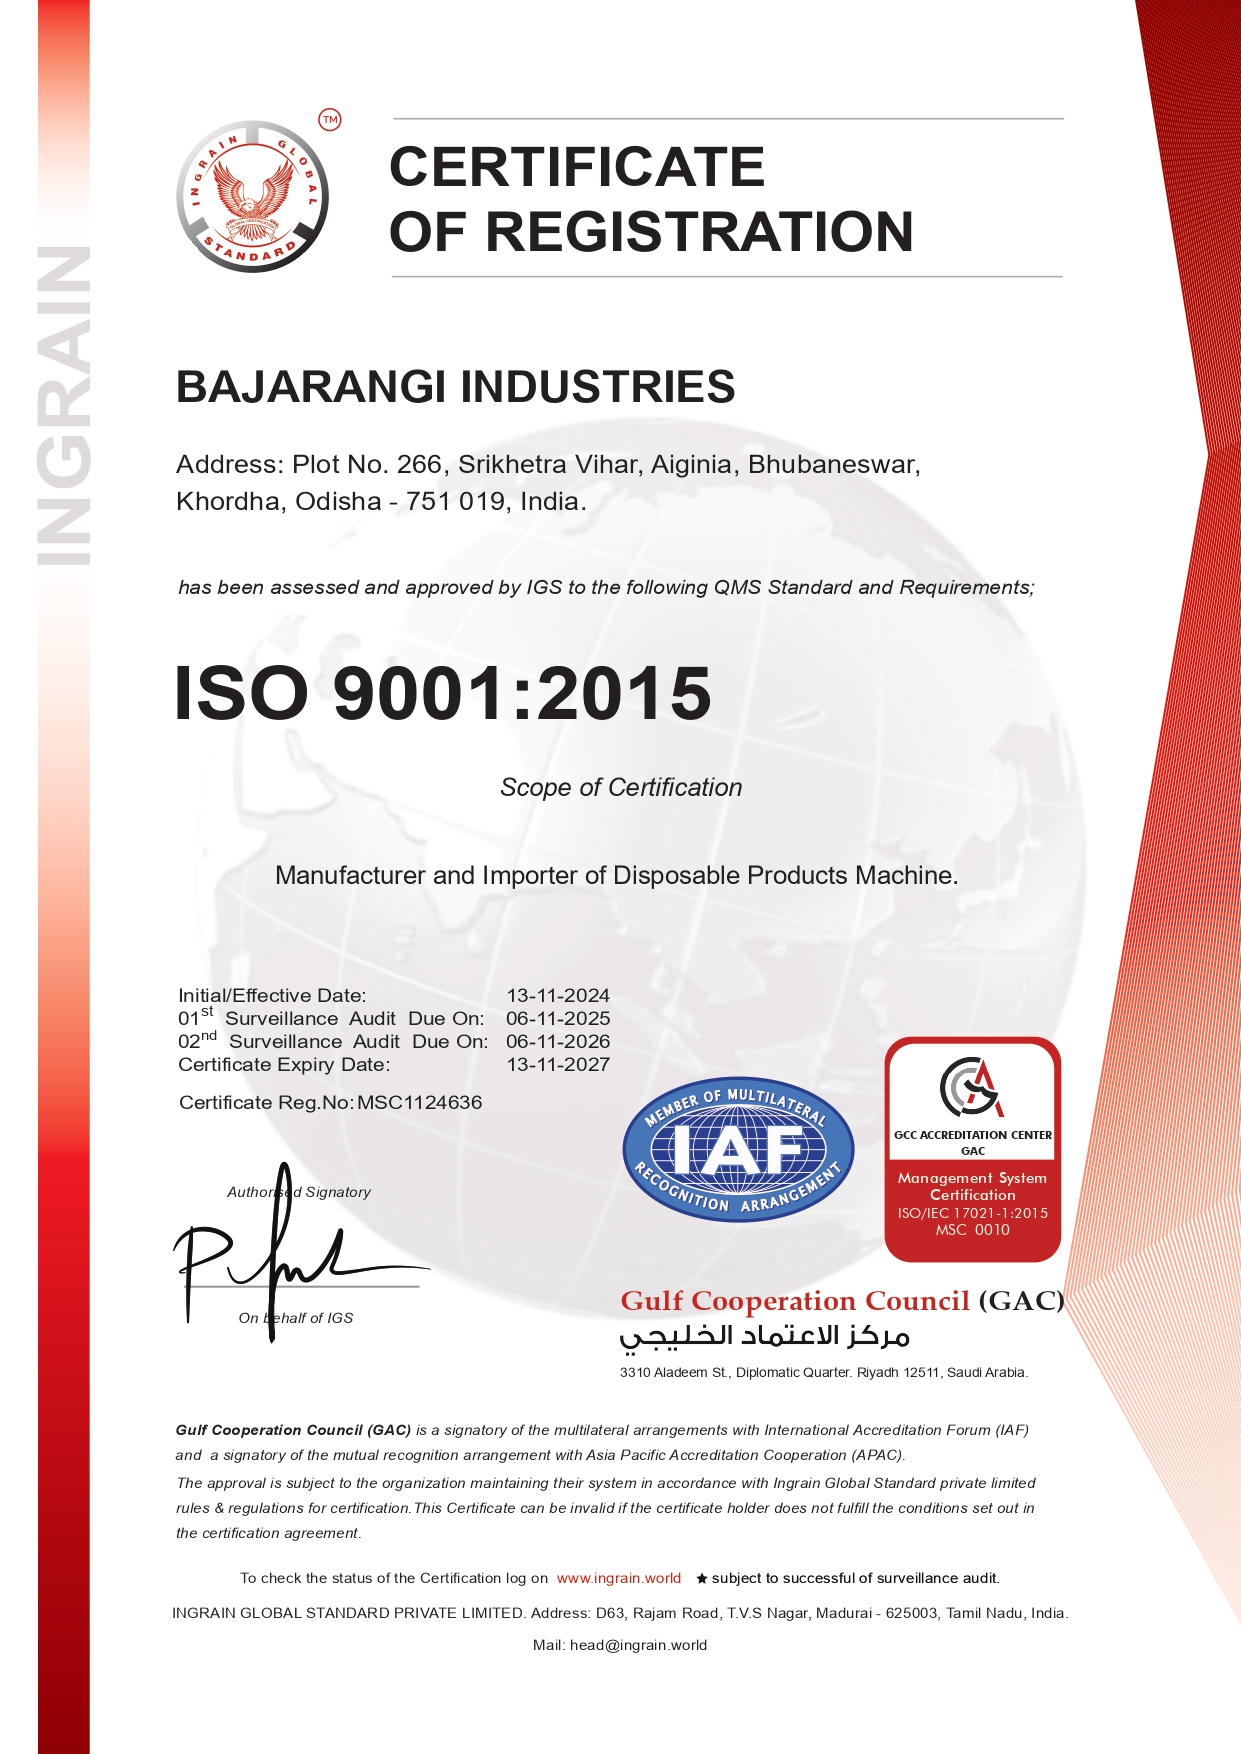 INGRAIN
INGRAIN GLOBAL STANDARD
TM
CERTIFICATE
OF REGISTRATION
BAJARANGI INDUSTRIES
Address: Plot No. 266, Srikhetra Vihar, Aiginia, Bhubaneswar,
Khordha, Odisha - 751 019, India.
has been assessed and approved by IGS to the following QMS Standard and Requirements;
ISO 9001:2015
Scope of Certification
Manufacturer and Importer of Disposable Products Machine.
Initial/Effective Date: 13-11-2024
01st Surveillance Audit Due On: 06-11-2025
02nd Surveillance Audit Due On: 06-11-2026
Certificate Expiry Date: 13-11-2027
Certificate Reg.No: MSC1124636
Authorised Signatory
On behalf of IGS
MEMBER OF MULTILATERAL
IAF
RECOGNITION ARRANGEMENT
GCC ACCREDITATION CENTER
GAC
Management System
Certification
ISO/IEC 17021-1:2015
MSC 0010
Gulf Cooperation Council (GAC)
مركز الاعتماد الخليجي
3310 Aladeem St., Diplomatic Quarter. Riyadh 12511, Saudi Arabia.
Gulf Cooperation Council (GAC) is a signatory of the multilateral arrangements with International Accreditation Forum (IAF)
and a signatory of the mutual recognition arrangement with Asia Pacific Accreditation Cooperation (APAC).
The approval is subject to the organization maintaining their system in accordance with Ingrain Global Standard private limited
rules & regulations for certification.This Certificate can be invalid if the certificate holder does not fulfill the conditions set out in
the certification agreement.
To check the status of the Certification log on www.ingrain.world ★ subject to successful of surveillance audit.
INGRAIN GLOBAL STANDARD PRIVATE LIMITED. Address: D63, Rajam Road, T.V.S Nagar, Madurai - 625003, Tamil Nadu, India.
Mail: head@ingrain.world